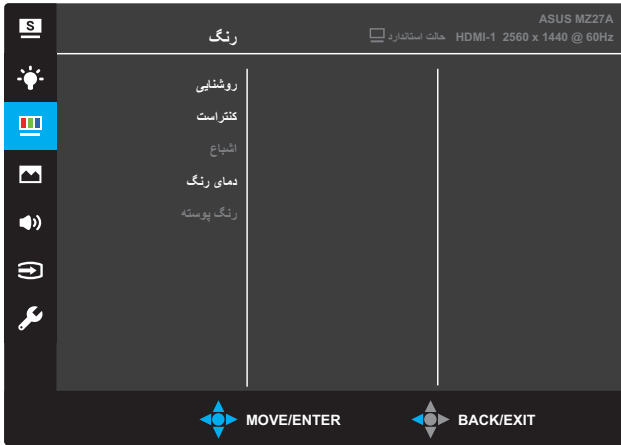 S
رنگ
ASUS MZ27A
حالت استاندارد HDMI-1 2560 x 1440 @ 60Hz
روشنایی
کنتراست
اشباع
دمای رنگ
رنگ پوسته
MOVE/ENTER
BACK/EXIT